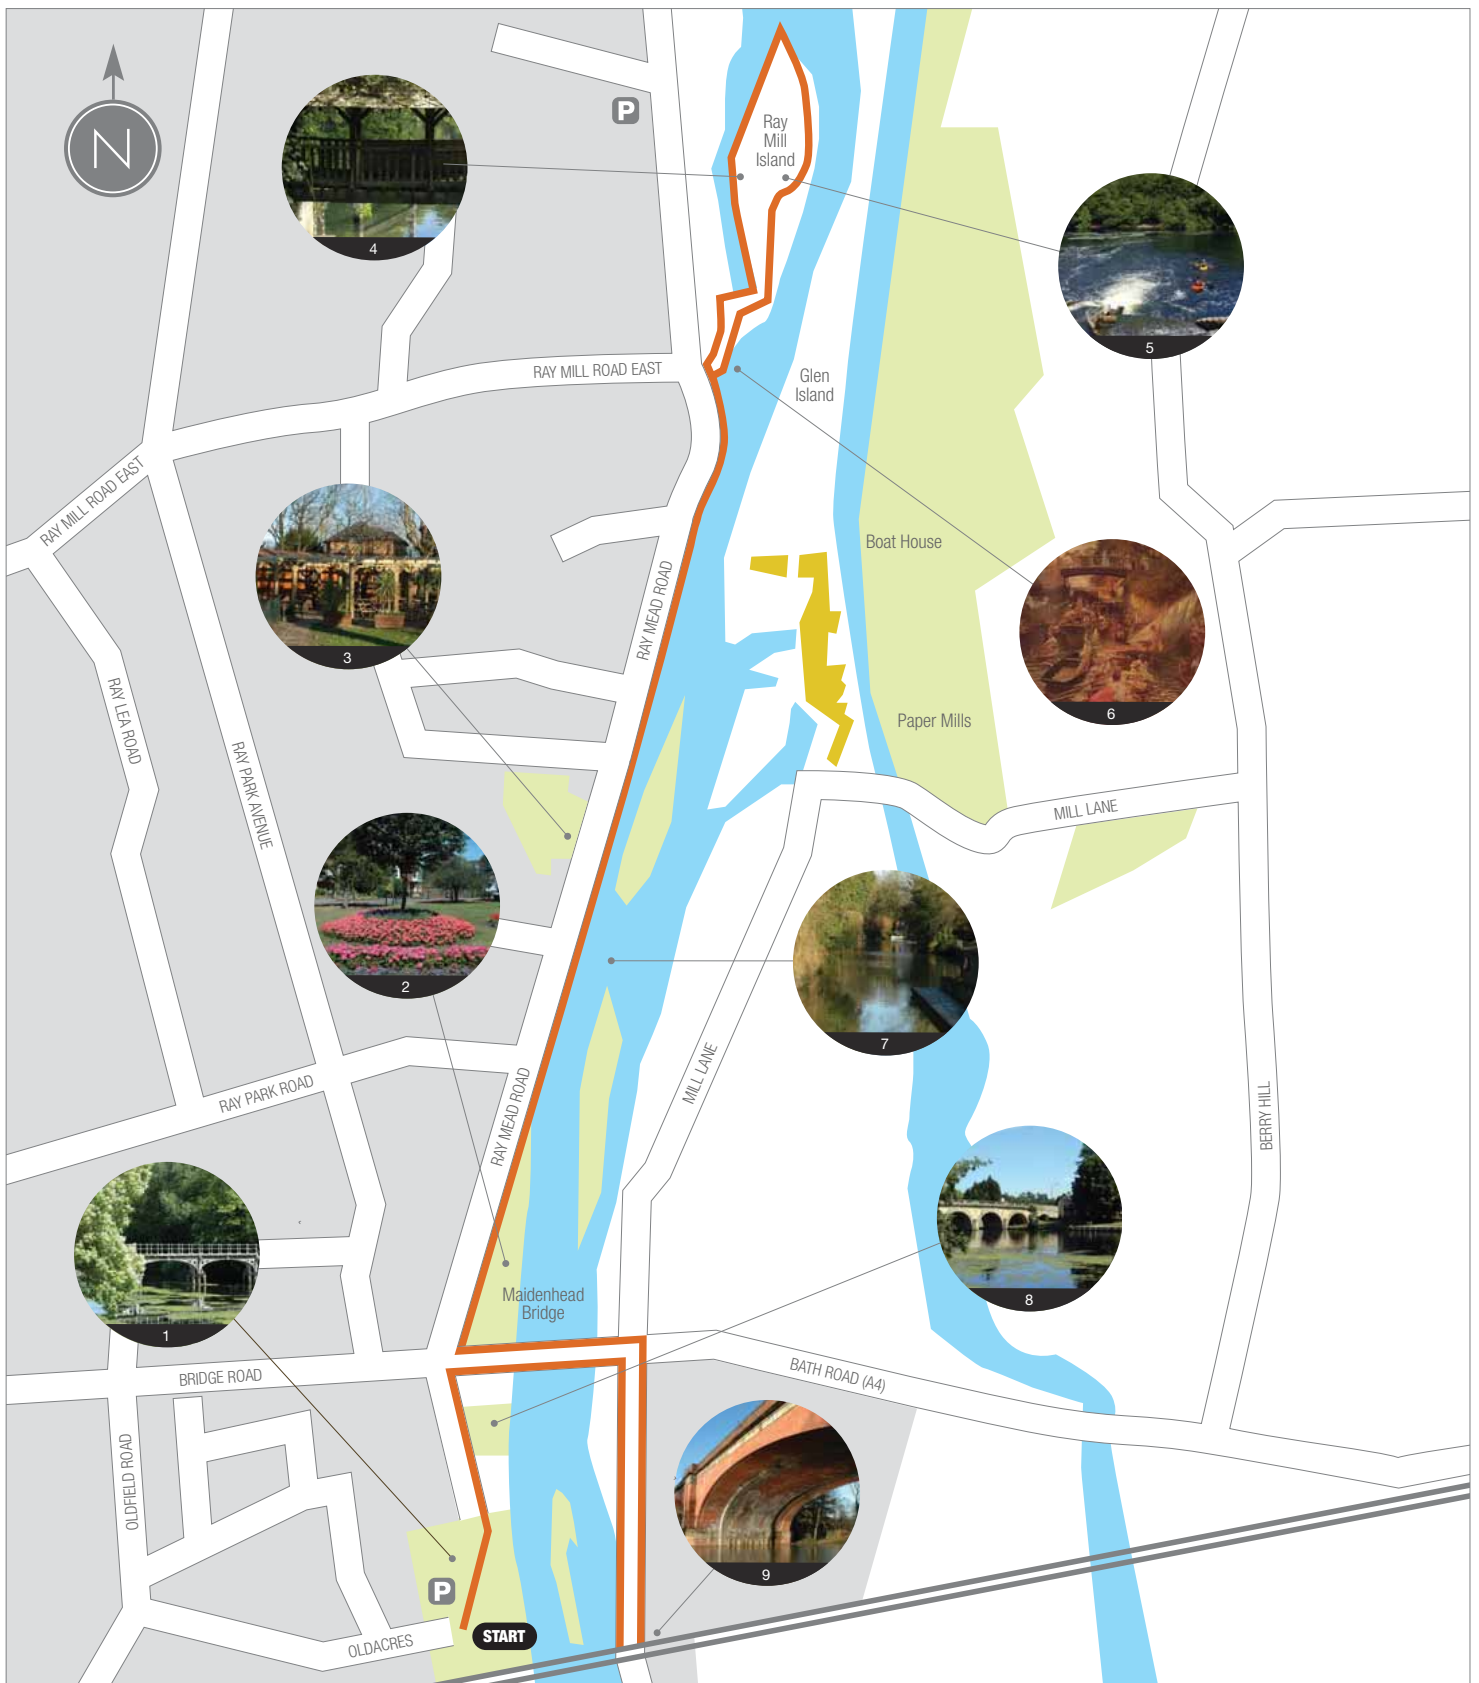 N
P
Ray
Mill
Island
4
5
RAY MILL ROAD EAST
Glen
Island
RAY MILL ROAD EAST
Boat House
RAY MEAD ROAD
3
6
RAY LEA ROAD
Paper Mills
RAY PARK AVENUE
MILL LANE
2
7
MILL LANE
RAY PARK ROAD
RAY MEAD ROAD
BERRY HILL
Maidenhead
Bridge
8
1
BRIDGE ROAD
BATH ROAD (A4)
OLDFIELD ROAD
9
P
START
OLDACRES